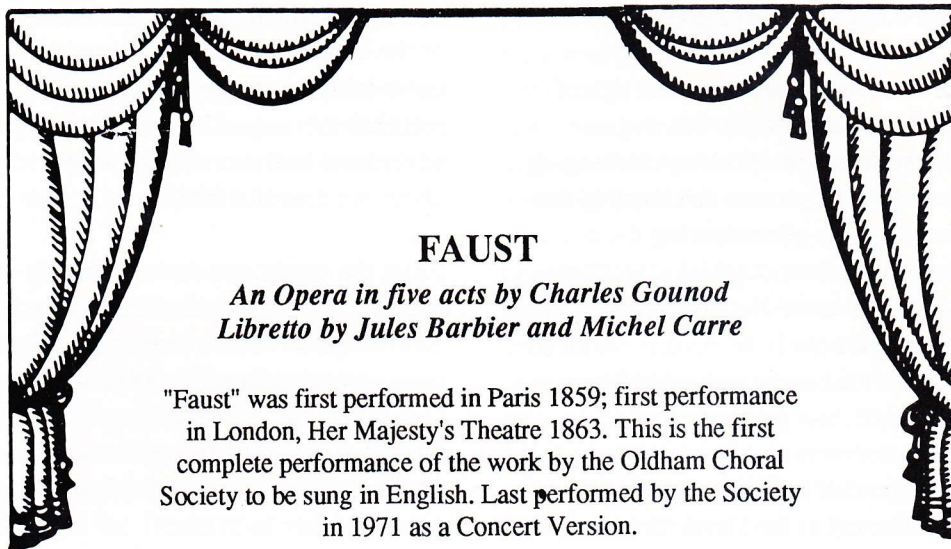 FAUST
An Opera in five acts by Charles Gounod
Libretto by Jules Barbier and Michel Carre
"Faust" was first performed in Paris 1859; first performance
in London, Her Majesty's Theatre 1863. This is the first
complete performance of the work by the Oldham Choral
Society to be sung in English. Last performed by the Society
in 1971 as a Concert Version.